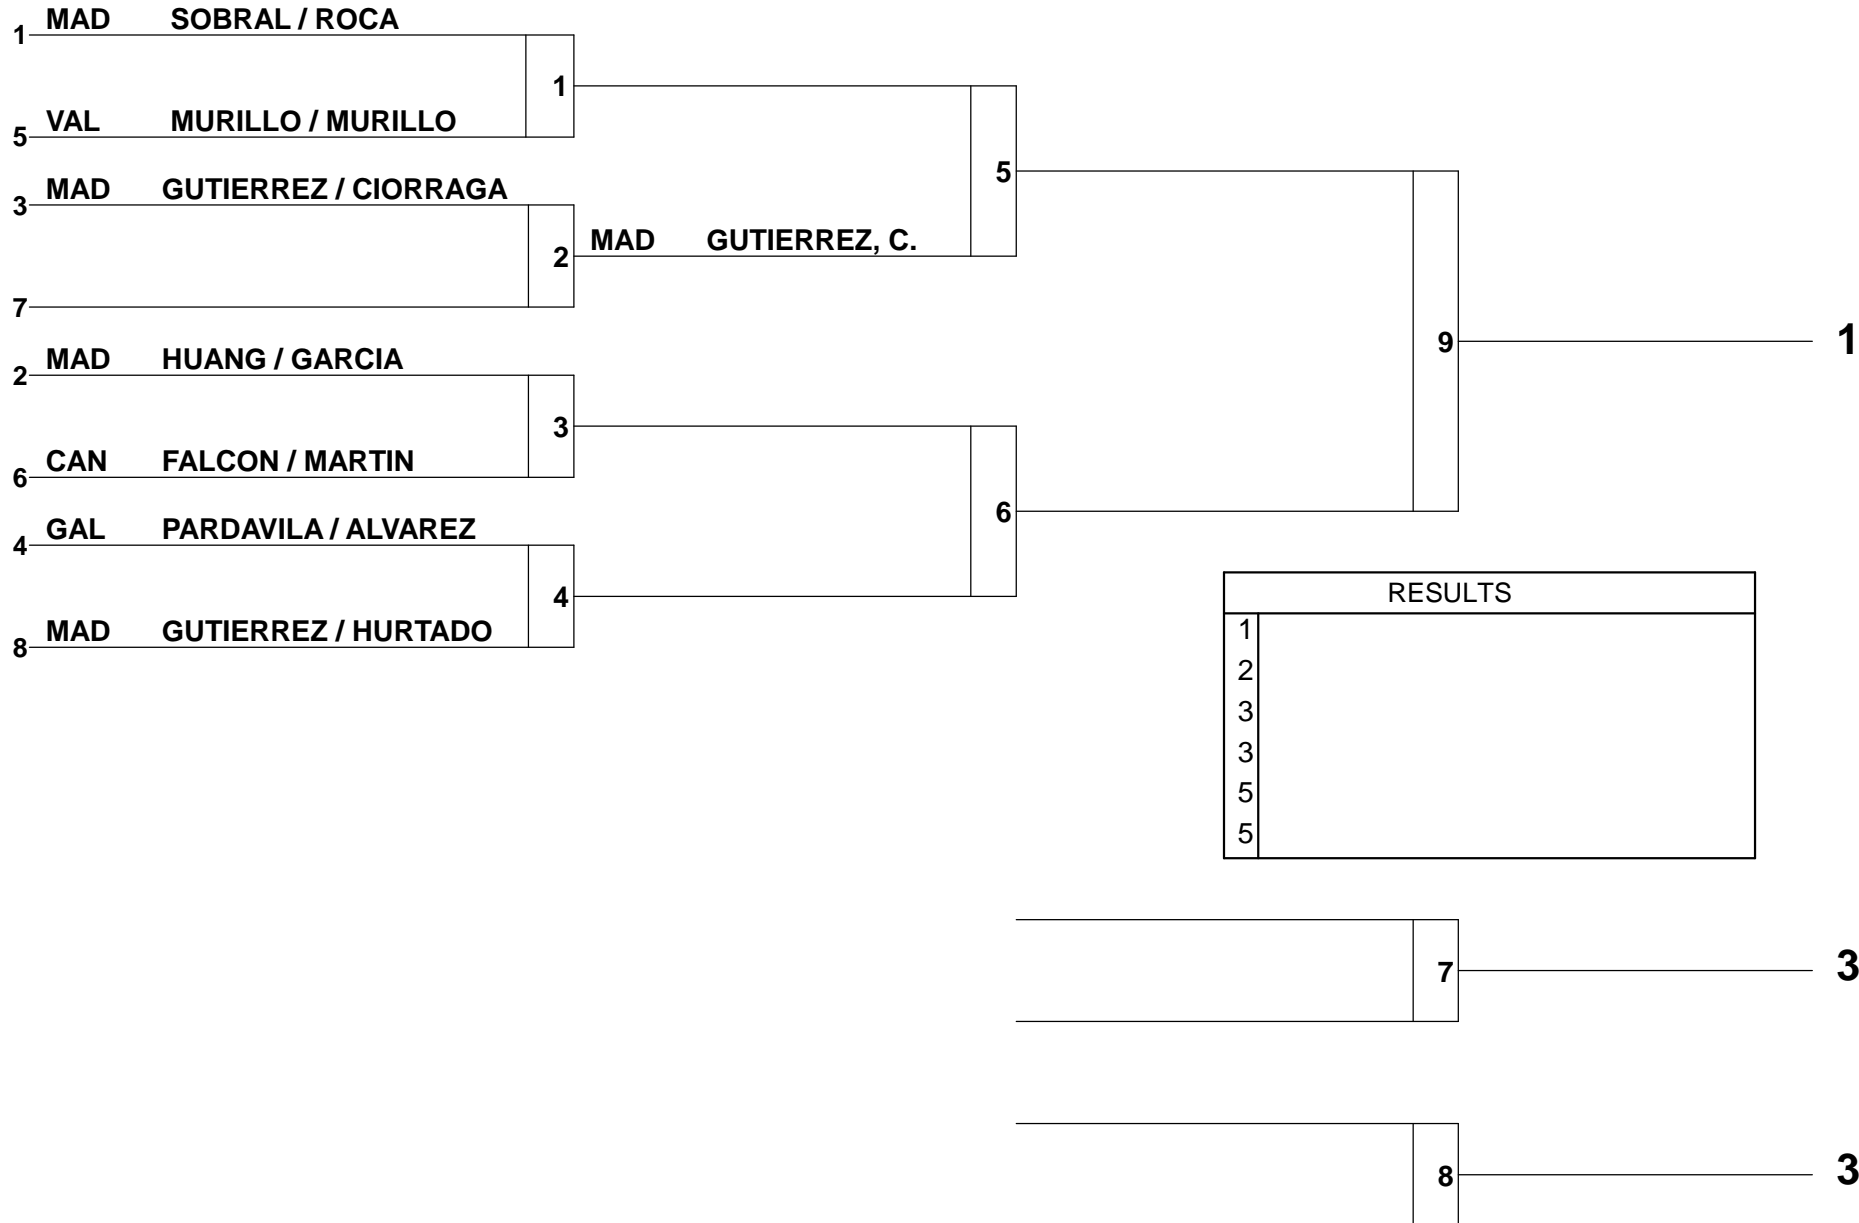 1 MAD SOBRAL / ROCA
1
5 VAL MURILLO / MURILLO
5
3 MAD GUTIERREZ / CIORRAGA
2 MAD GUTIERREZ, C.
7
9 1
2 MAD HUANG / GARCIA
3
6 CAN FALCON / MARTIN
6
4 GAL PARDAVILA / ALVAREZ
4
8 MAD GUTIERREZ / HURTADO
RESULTS
1
2
3
3
5
5
7 3
8 3